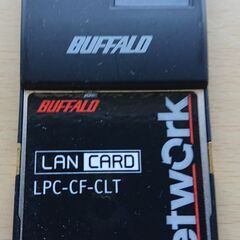 BUFFALO
BUFFALO
LAN CARD
LPC-CF-CLT
etwork